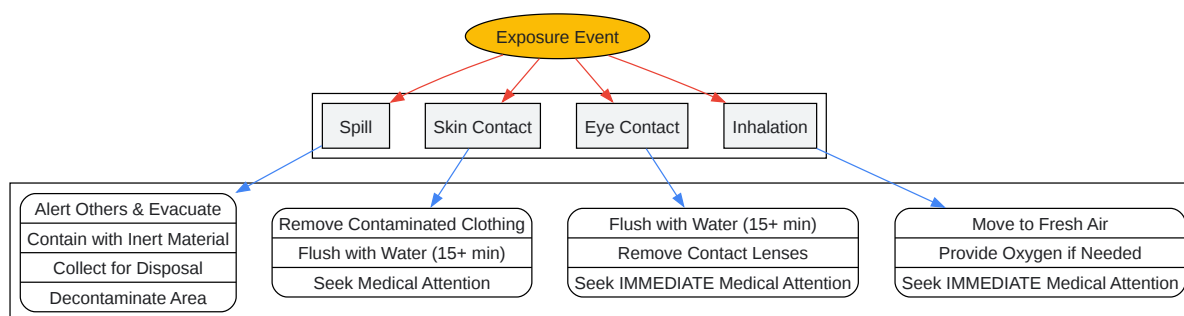 Exposure Event
Spill
Skin Contact
Eye Contact
Inhalation
Alert Others & Evacuate
Contain with Inert Material
Collect for Disposal
Decontaminate Area
Remove Contaminated Clothing
Flush with Water (15+ min)
Seek Medical Attention
Flush with Water (15+ min)
Remove Contact Lenses
Seek IMMEDIATE Medical Attention
Move to Fresh Air
Provide Oxygen if Needed
Seek IMMEDIATE Medical Attention